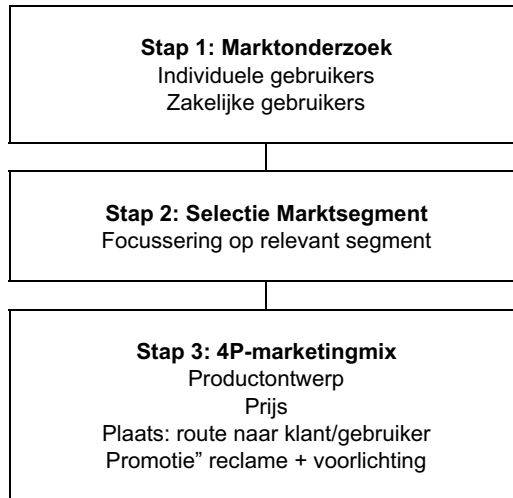 Stap 1: Marktonderzoek
Individuele gebruikers
Zakelijke gebruikers
Stap 2: Selectie Marktsegment
Focussering op relevant segment
Stap 3: 4P-marketingmix
Productontwerp
Prijs
Plaats: route naar klant/gebruiker
Promotie” reclame + voorlichting